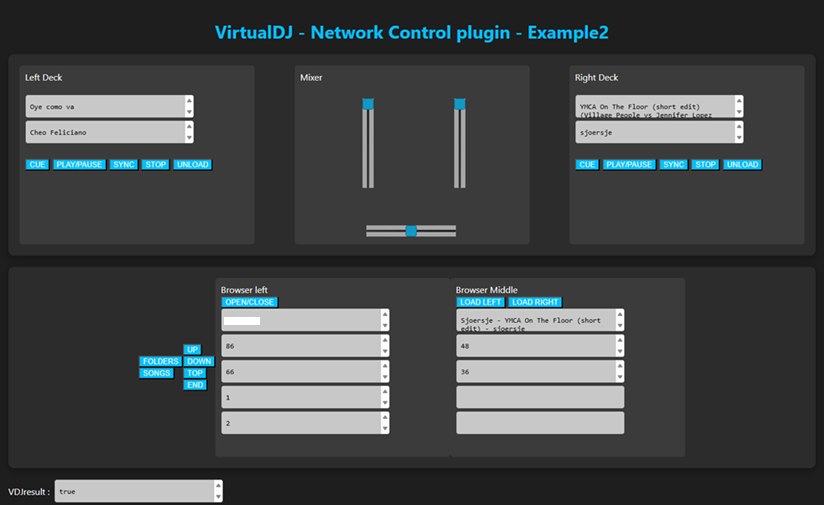 VirtualDJ - Network Control plugin - Example2
Left Deck
Oye como va
Cheo Feliciano
CUE PLAY/PAUSE SYNC STOP UNLOAD
Mixer
Right Deck
YMCA On The Floor (short edit)
(Village People vs Jennifer Lopez
sjoersje
CUE PLAY/PAUSE SYNC STOP UNLOAD
UP
FOLDERS DOWN
SONGS TOP
END
Browser left
OPEN/CLOSE
86
66
1
2
Browser Middle
LOAD LEFT LOAD RIGHT
Sjoersje - YMCA On The Floor (short
edit) - sjoersje
48
36
VDJresult :
true